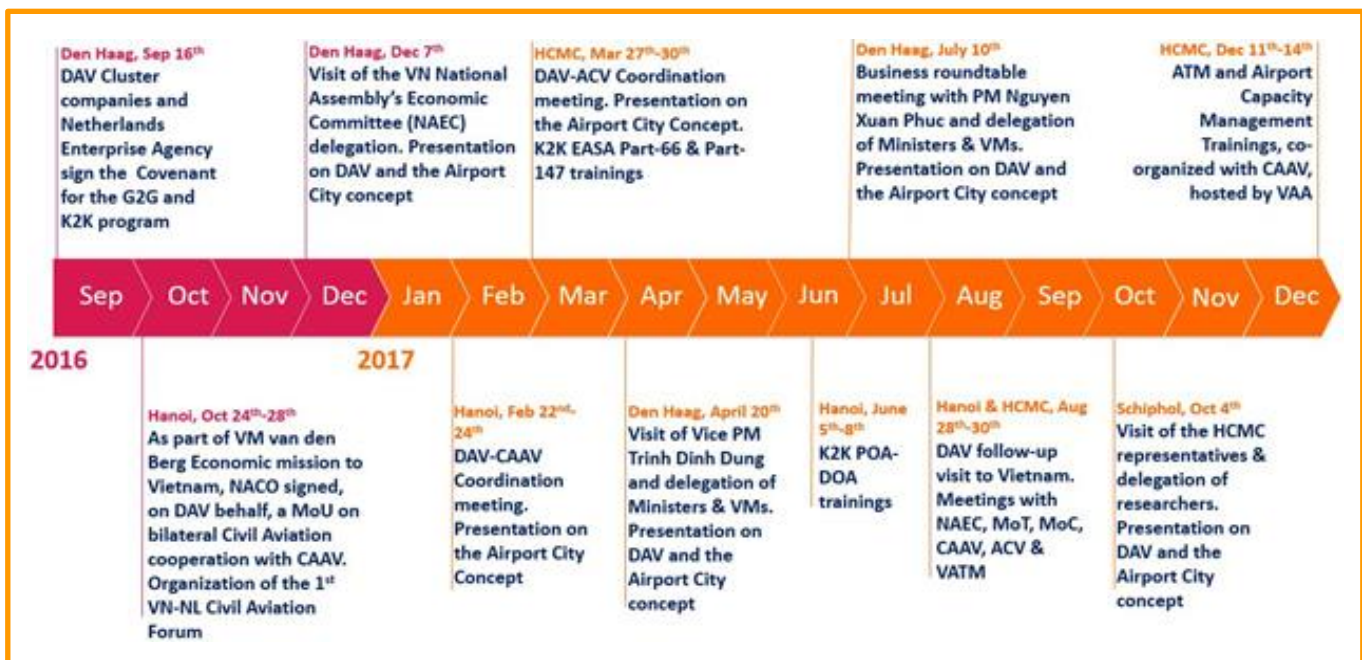 Den Haag, Sep 16th
DAV Cluster
companies and
Netherlands
Enterprise Agency
sign the Covenant
for the G2G and
K2K program
Den Haag, Dec 7th
Visit of the VN National
Assembly's Economic
Committee (NAEC)
delegation. Presentation
on DAV and the Airport
City concept
HCMC, Mar 27th-30th
DAV-ACV Coordination
meeting. Presentation on
the Airport City Concept.
K2K EASA Part-66 & Part-
147 trainings
Den Haag, July 10th
Business roundtable
meeting with PM Nguyen
Xuan Phuc and delegation
of Ministers & VMs.
Presentation on DAV and
the Airport City concept
HCMC, Dec 11th-14th
ATM and Airport
Capacity
Management
Trainings, co-
organized with CAAV,
hosted by VAA
Sep Oct Nov Dec Jan Feb Mar Apr May Jun Jul Aug Sep Oct Nov Dec
2016 2017
Hanoi, Oct 24th-28th
As part of VM van den
Berg Economic mission to
Vietnam, NACO signed,
on DAV behalf, a MoU on
bilateral Civil Aviation
cooperation with CAAV.
Organization of the 1st
VN-NL Civil Aviation
Forum
Hanoi, Feb 22nd-
24th
DAV-CAAV
Coordination
meeting.
Presentation on
the Airport City
Concept
Den Haag, April 20th
Visit of Vice PM
Trinh Dinh Dung
and delegation of
Ministers & VMs.
Presentation on
DAV and the
Airport City
concept
Hanoi, June
5th-8th
K2K POA-
DOA
trainings
Hanoi & HCMC, Aug
28th-30th
DAV follow-up
visit to Vietnam.
Meetings with
NAEC, MoT, MoC,
CAAV, ACV &
VATM
Schiphol, Oct 4th
Visit of the HCMC
representatives &
delegation of
researchers.
Presentation on
DAV and the
Airport City
concept